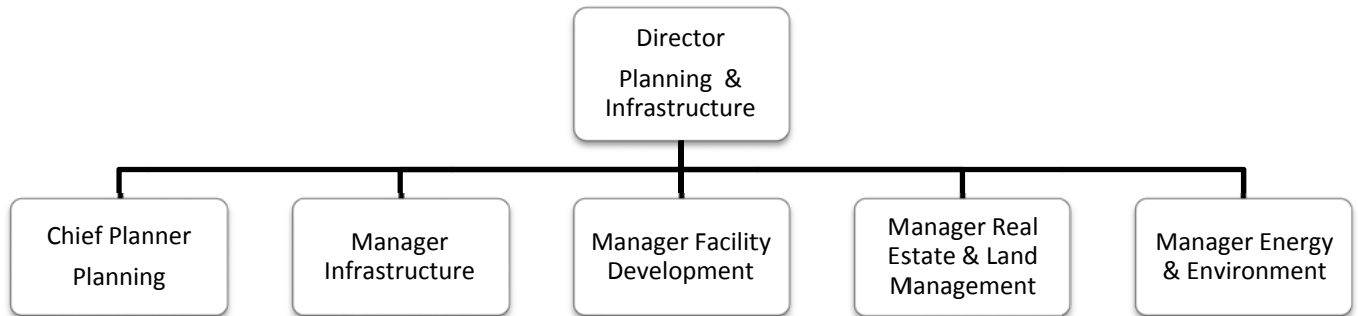 Director
Planning &
Infrastructure
Chief Planner
Planning
Manager
Infrastructure
Manager Facility
Development
Manager Real
Estate & Land
Management
Manager Energy
& Environment